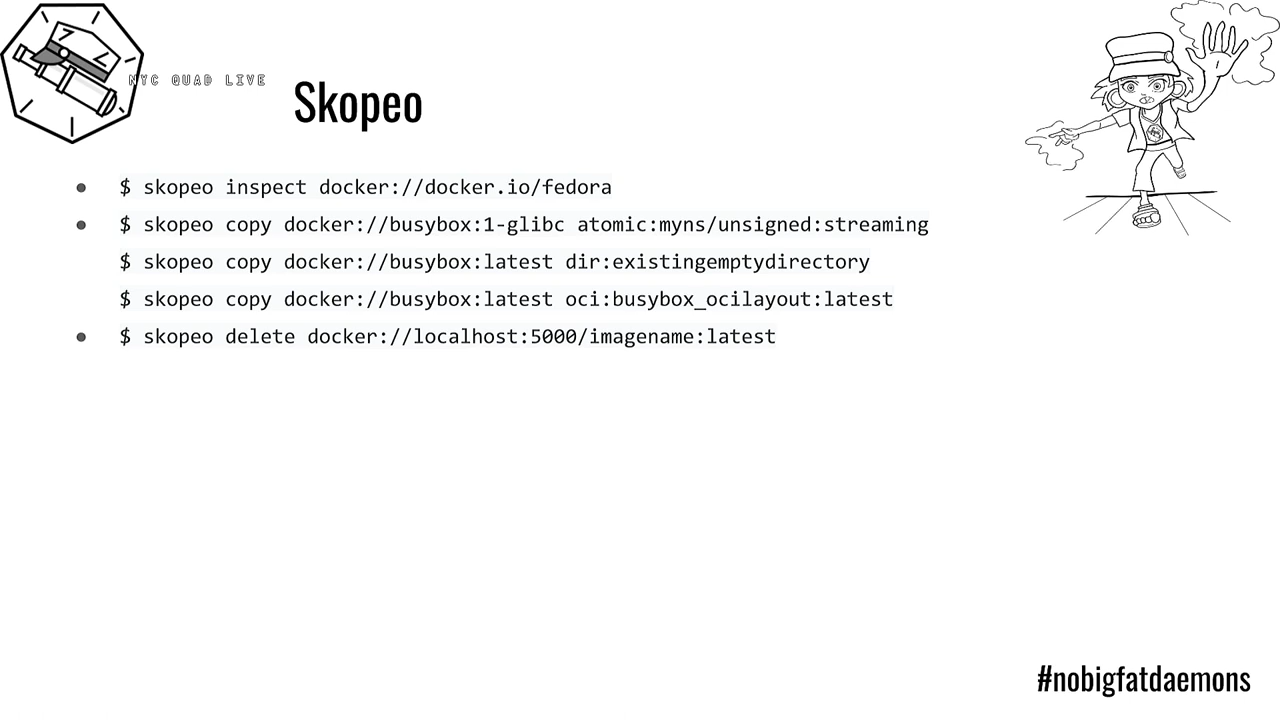 NYC QUAD LIVE
Skopeo
● $ skopeo inspect docker://docker.io/fedora
● $ skopeo copy docker://busybox:1-glibc atomic:myns/unsigned:streaming
$ skopeo copy docker://busybox:latest dir:existingemptydirectory
$ skopeo copy docker://busybox:latest oci:busybox_ocilayout:latest
● $ skopeo delete docker://localhost:5000/imagename:latest
#nobigfatdaemons